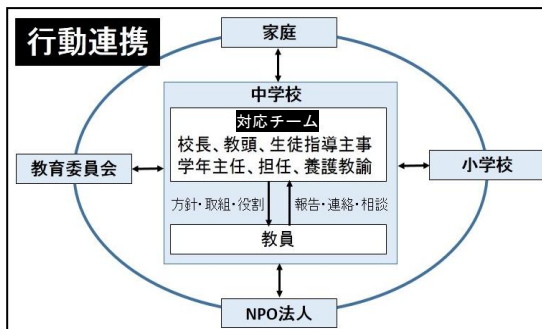 行動連携
家庭
中学校
対応チーム
校長、教頭、生徒指導主事
学年主任、担任、養護教諭
教育委員会
小学校
方針・取組・役割
報告・連絡・相談
教員
NPO法人